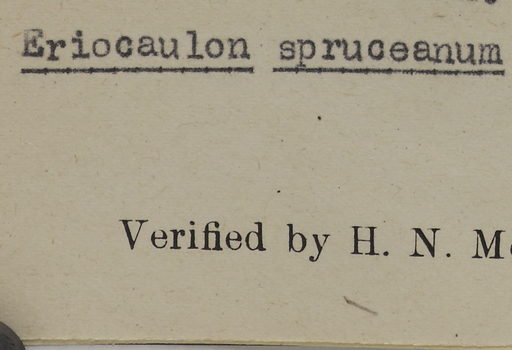 Eriocaulon spruceanum
Verified by H. N.